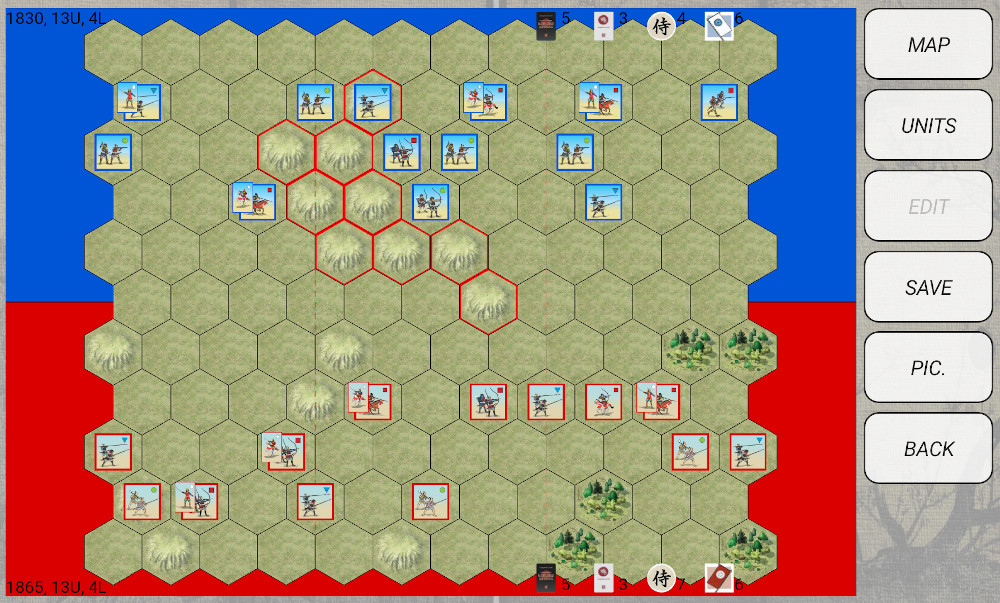 1830, 13U, 4L
5
3
侍
4
6
MAP
UNITS
EDIT
SAVE
PIC.
BACK
1865, 13U, 4L
5
3
侍
7
6